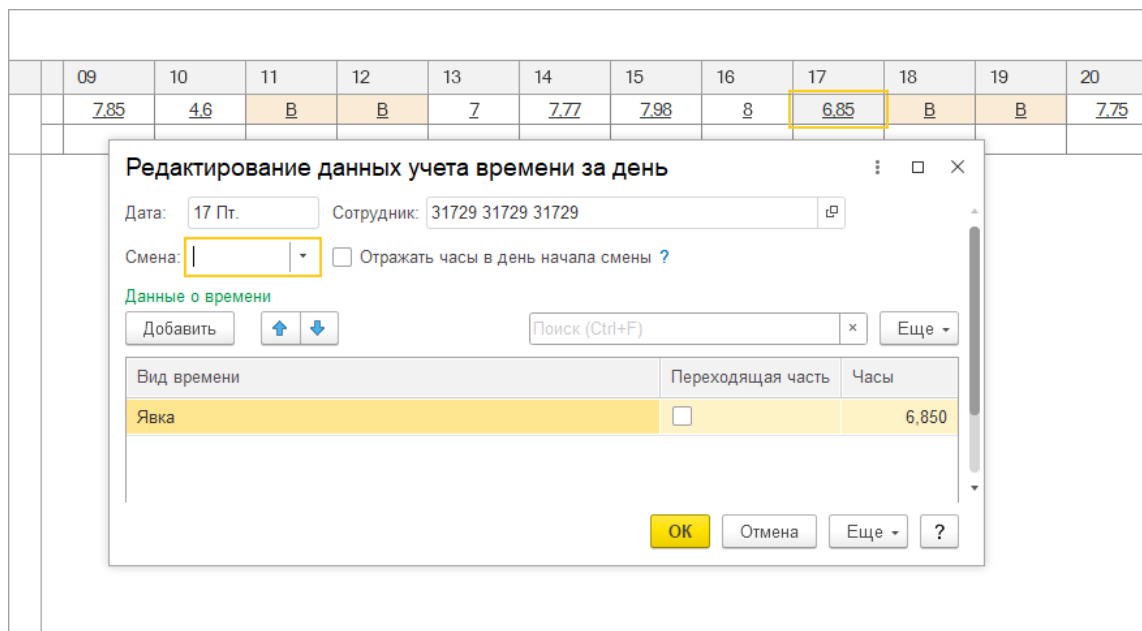 09 10 11 12 13 14 15 16 17 18 19 20
7,85 4,6 В В 7 7,77 7,98 8 6,85 В В 7,75
Редактирование данных учета времени за день
Дата: 17 Пт. Сотрудник: 31729 31729 31729
Смена: Отражать часы в день начала смены ?
Данные о времени
Добавить Поиск (Ctrl+F) × Еще
Вид времени Переходящая часть Часы
Явка 6,850
ОК Отмена Еще ?